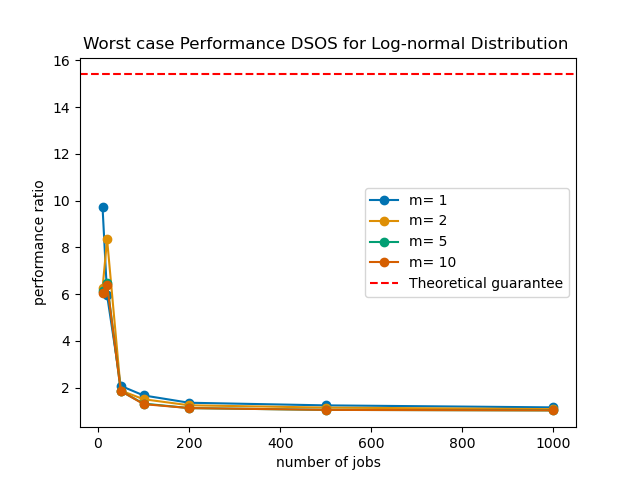 Worst case Performance DSOS for Log-normal Distribution
performance ratio
16
14
12
10
8
6
4
2
m= 1
m= 2
m= 5
m= 10
Theoretical guarantee
0
200
400
600
800
1000
number of jobs